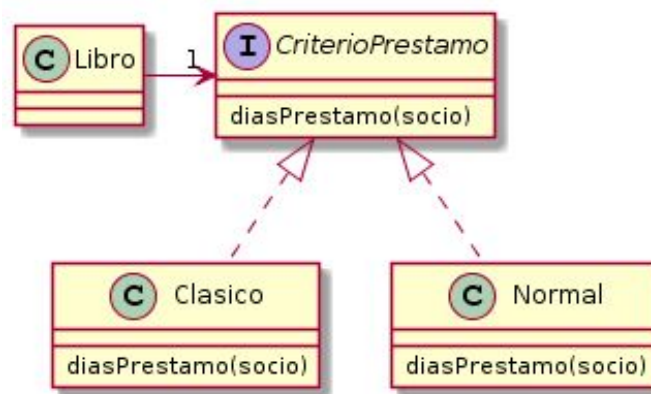 C Libro
1
I CriterioPrestamo
diasPrestamo(socio)
C Clasico
diasPrestamo(socio)
C Normal
diasPrestamo(socio)